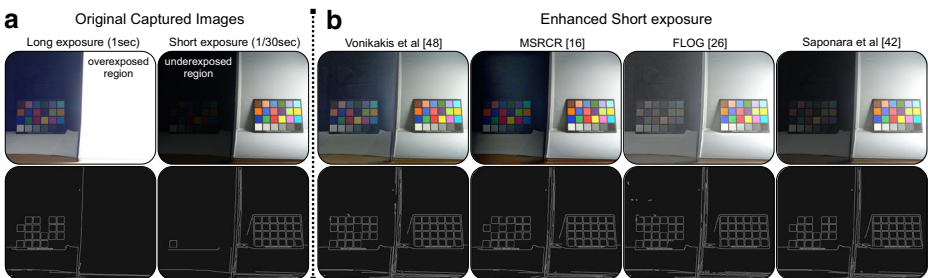 a
Original Captured Images
Long exposure (1sec)
Short exposure (1/30sec)
overexposed
region
underexposed
region
b
Enhanced Short exposure
Vonikakis et al [48]
MSRCR [16]
FLOG [26]
Saponara et al [42]